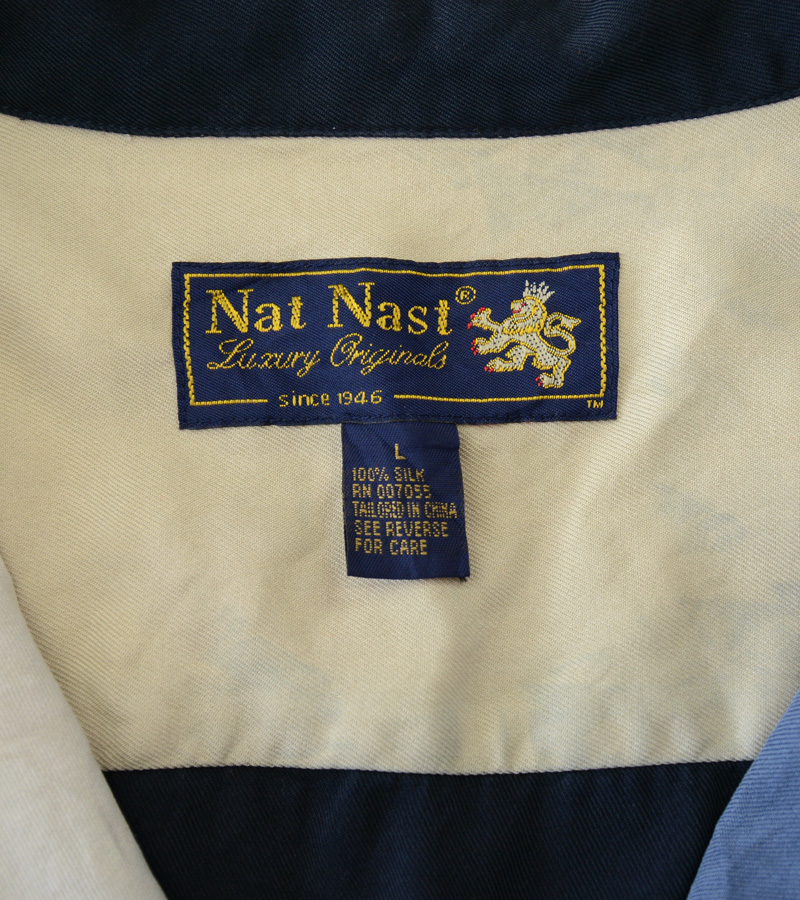 Nat Nast®
Luxury Originals
since 1946
TM
L
100% SILK
RN 007055
TAILORED IN CHINA
SEE REVERSE
FOR CARE